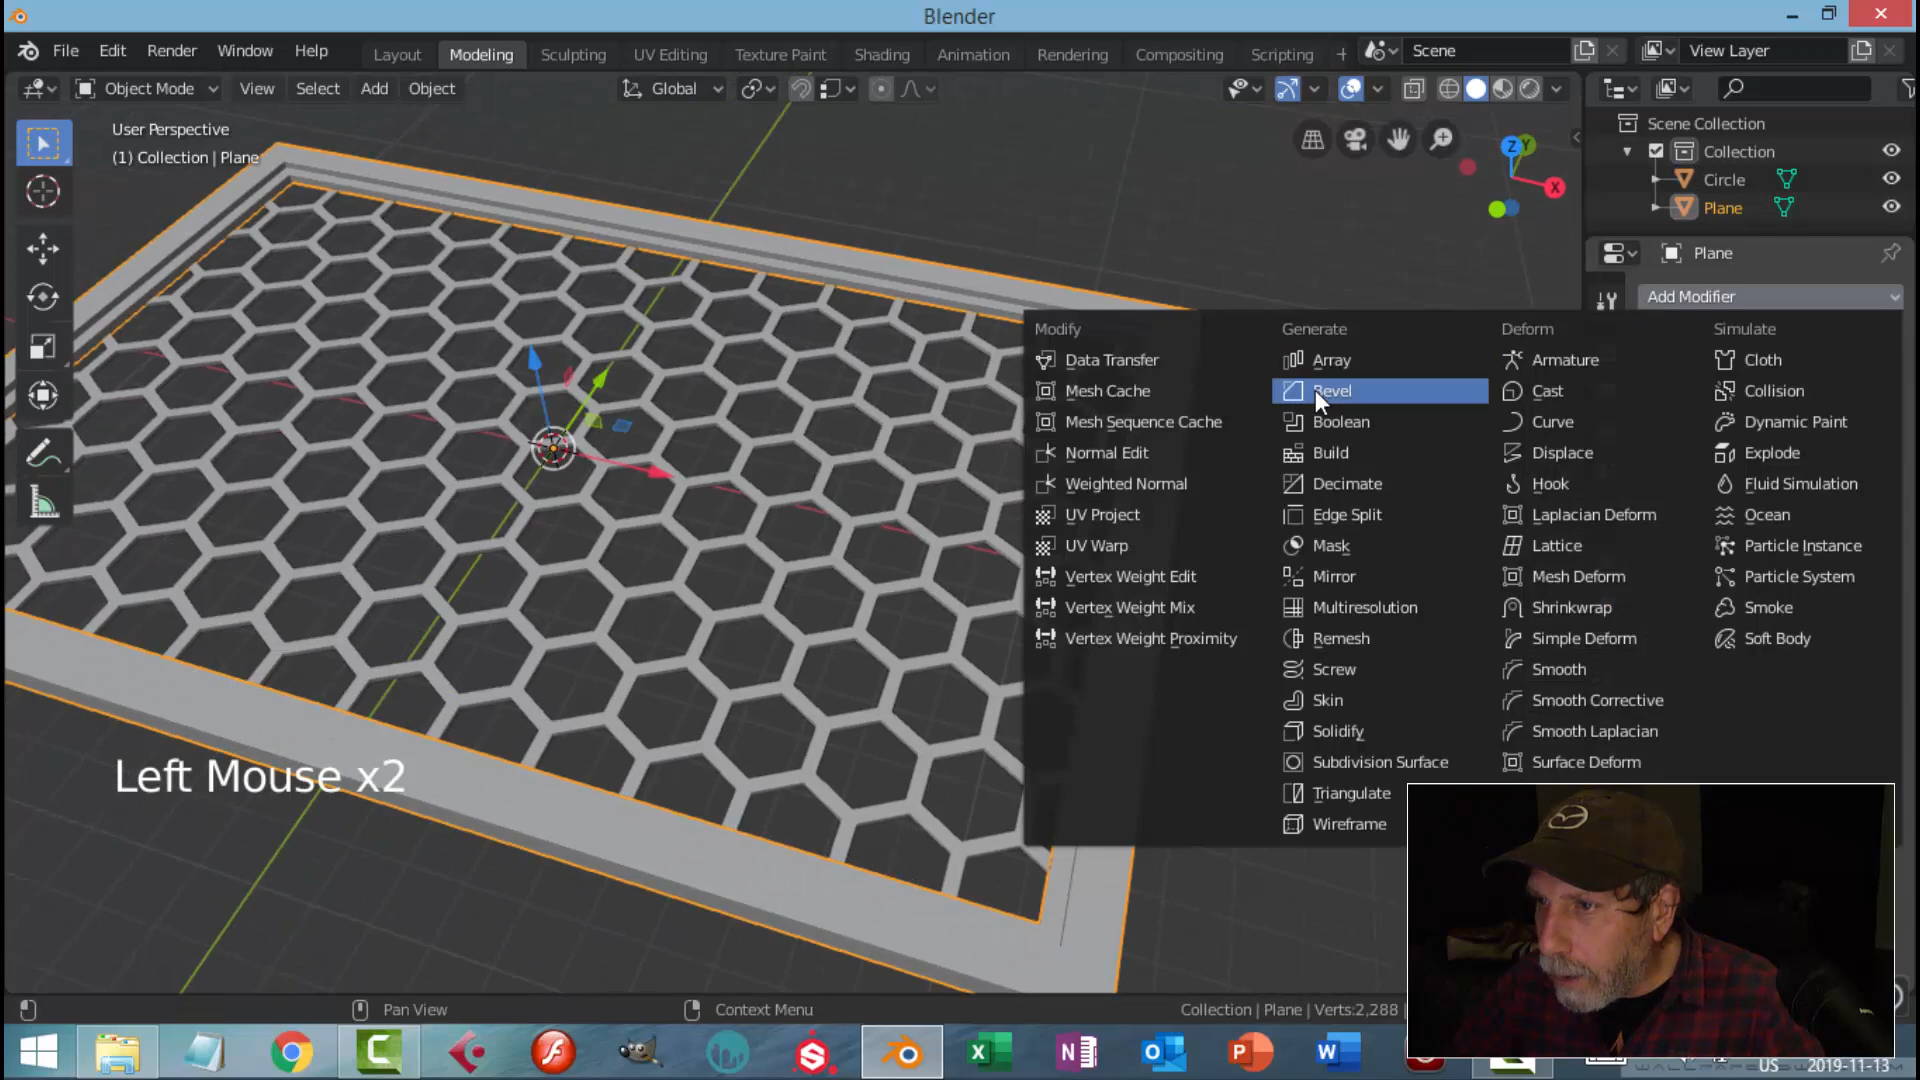 Blender
File Edit Render Window Help
Layout Modeling Sculpting UV Editing Texture Paint Shading Animation Rendering Compositing Scripting +
Scene
View Layer
Object Mode View Select Add Object
Global
User Perspective
(1) Collection | Plane
Z Y
X
Scene Collection
Collection
Circle
Plane
Plane
Add Modifier
Modify
Data Transfer
Mesh Cache
Mesh Sequence Cache
Normal Edit
Weighted Normal
UV Project
UV Warp
Vertex Weight Edit
Vertex Weight Mix
Vertex Weight Proximity
Generate
Array
Bevel
Boolean
Build
Decimate
Edge Split
Mask
Mirror
Multiresolution
Remesh
Screw
Skin
Solidify
Subdivision Surface
Triangulate
Wireframe
Deform
Armature
Cast
Curve
Displace
Hook
Laplacian Deform
Lattice
Mesh Deform
Shrinkwrap
Simple Deform
Smooth
Smooth Corrective
Smooth Laplacian
Surface Deform
Simulate
Cloth
Collision
Dynamic Paint
Explode
Fluid Simulation
Ocean
Particle Instance
Particle System
Smoke
Soft Body
Left Mouse x2
Pan View
Context Menu
Collection | Plane | Verts:2,288
US 2019-11-13